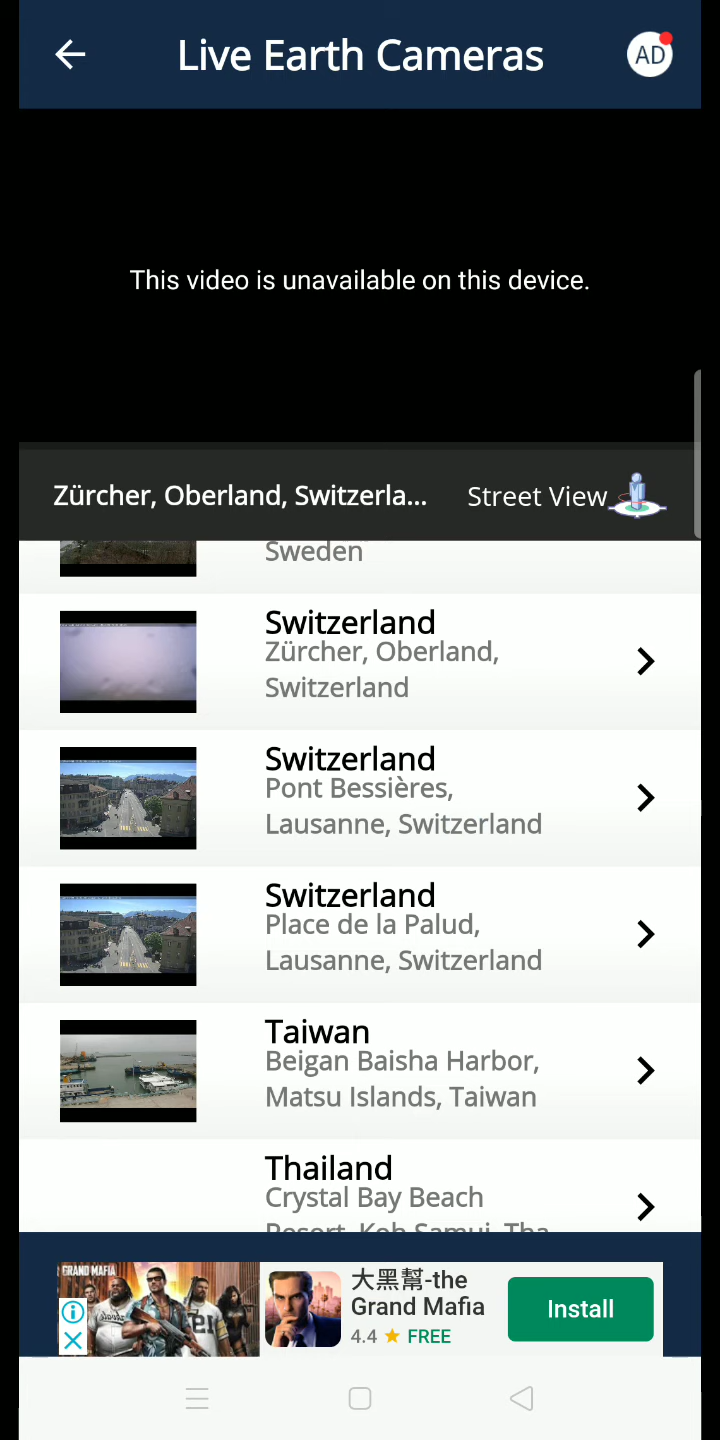 Live Earth Cameras
AD
This video is unavailable on this device.
Zürcher, Oberland, Switzerla...
Street View
Sweden
Switzerland
Zürcher, Oberland,
Switzerland
Switzerland
Pont Bessières,
Lausanne, Switzerland
Switzerland
Place de la Palud,
Lausanne, Switzerland
Taiwan
Beigan Baisha Harbor,
Matsu Islands, Taiwan
Thailand
Crystal Bay Beach
Resort, Koh Samui, Tha
GRAND MAFIA
大黑幫-the
Grand Mafia
4.4 ★ FREE
Install